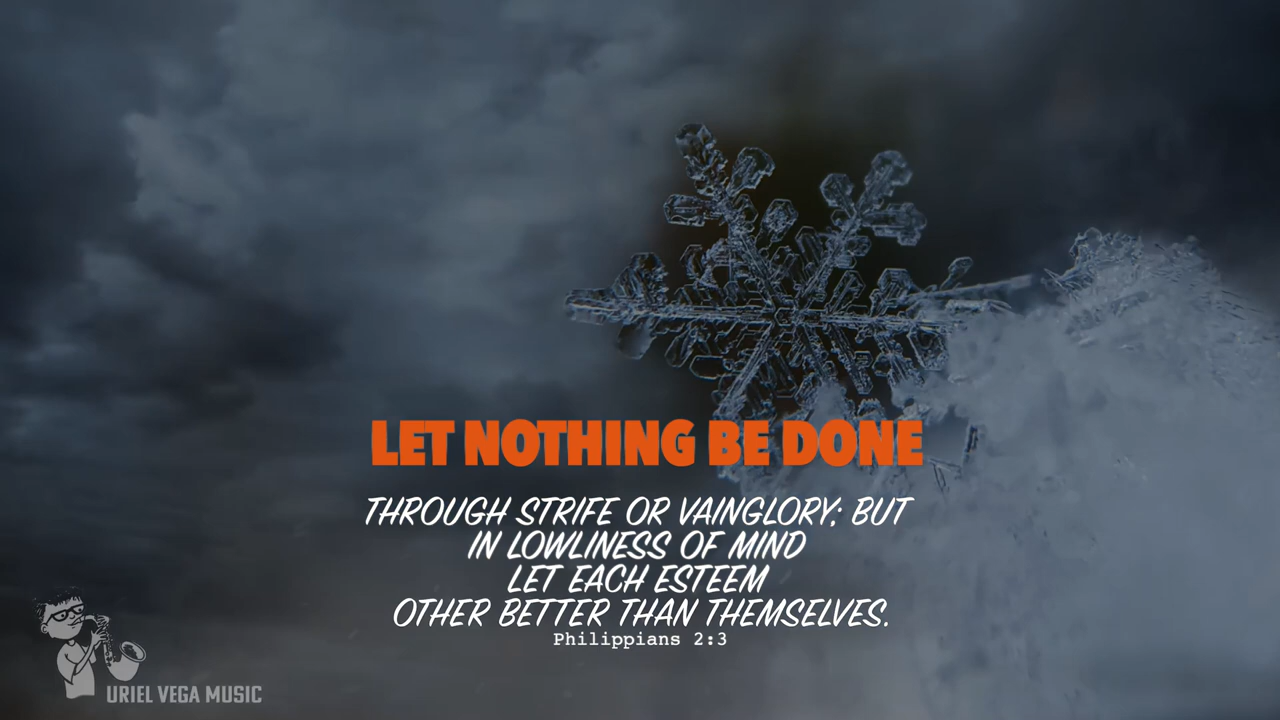 LET NOTHING BE DONE
THROUGH STRIFE OR VAINGLORY; BUT
IN LOWLINESS OF MIND
LET EACH ESTEEM
OTHER BETTER THAN THEMSELVES.
Philippians 2:3
URIEL VEGA MUSIC